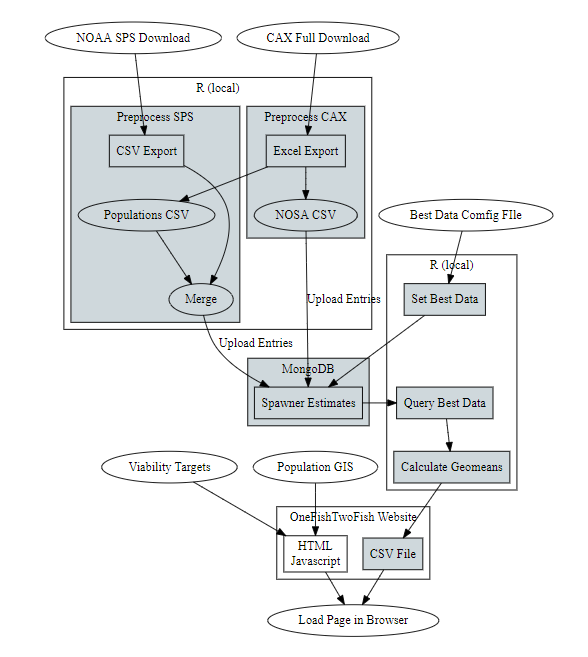 NOAA SPS Download
CAX Full Download
R (local)
Preprocess SPS
Preprocess CAX
CSV Export
Excel Export
Populations CSV
NOSA CSV
Best Data Comfig FIle
R (local)
Merge
Set Best Data
Upload Entries
Upload Entries
MongoDB
Spawner Estimates
Query Best Data
Viability Targets
Population GIS
Calculate Geomeans
OneFishTwoFish Website
HTML
Javascript
CSV File
Load Page in Browser